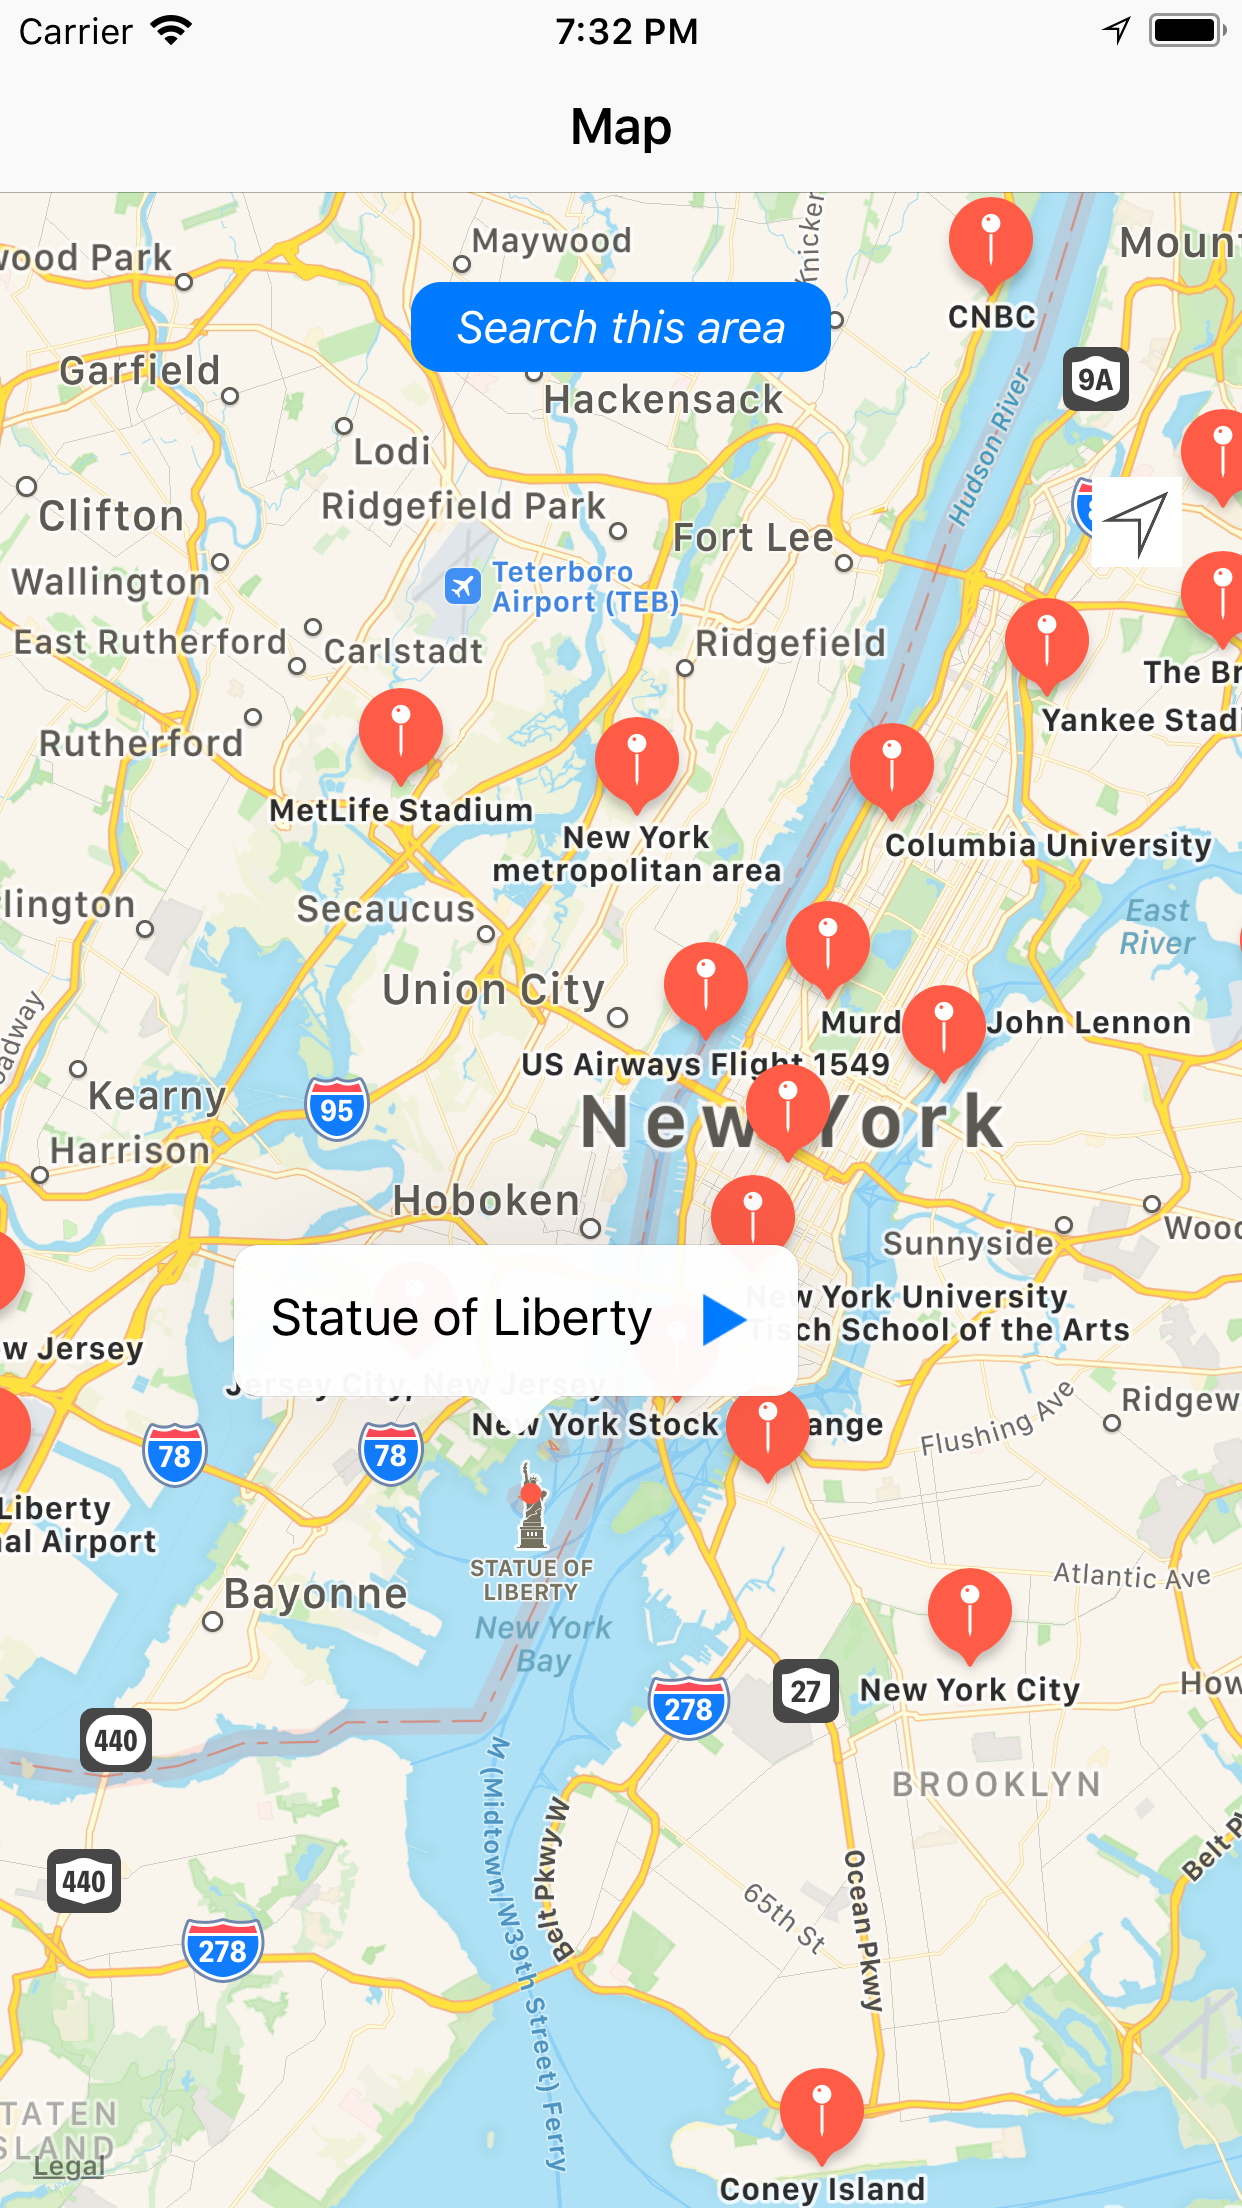 Carrier
7:32 PM
Map
Maywood
wood Park
Mount
CNBC
Search this area
Garfield
9A
Hackensack
Hudson River
Lodi
Clifton
Ridgefield Park
Fort Lee
Wallington
Teterboro
Airport (TEB)
East Rutherford
Carlstadt
Ridgefield
The Br
Yankee Stadi
Rutherford
MetLife Stadium
New York
metropolitan area
Columbia University
lington
Secaucus
East
River
Union City
Murd
John Lennon
US Airways Flight 1549
Kearny
95
New York
Harrison
Hoboken
Sunnyside
Wood
Statue of Liberty
New York University
Tisch School of the Arts
w Jersey
Jersey City, New Jersey
Ridgew
New York Stock
ange
Flushing Ave
78
78
Liberty
al Airport
STATUE OF
LIBERTY
Atlantic Ave
Bayonne
New York
Bay
New York City
How
278
27
440
BROOKLYN
M (Midtown/W39th Street) Ferry
Belt Pkwy W
Ocean Pkwy
Belt P
440
65th St
278
TATEN
SLAND
Legal
Coney Island